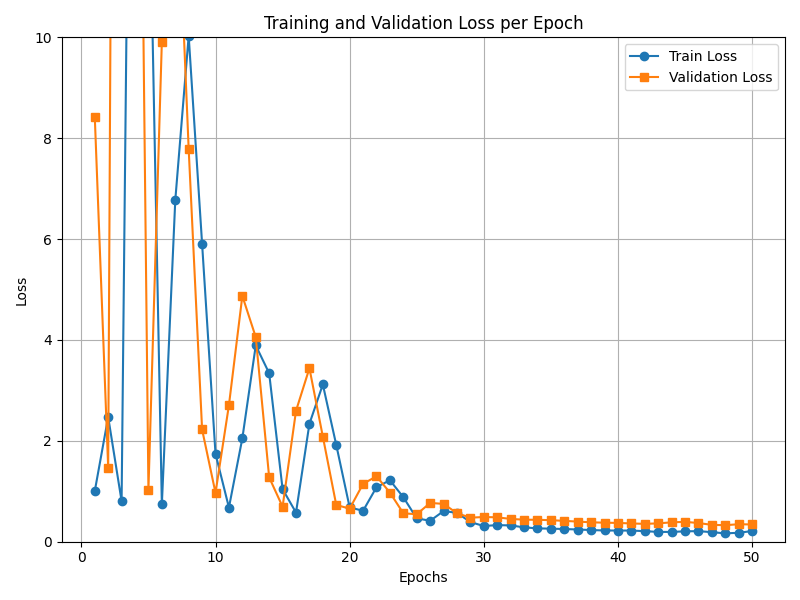 Training and Validation Loss per Epoch
Train Loss
Validation Loss
Loss
10
8
6
4
2
0
0 10 20 30 40 50
Epochs